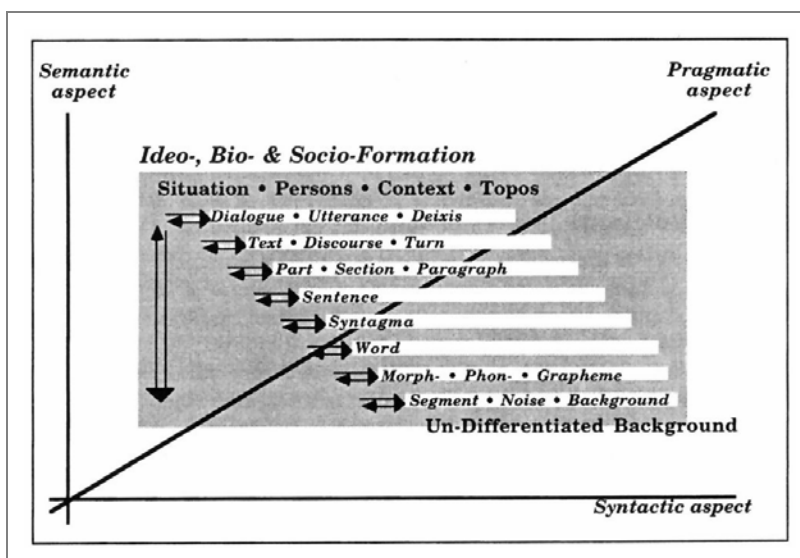 Semantic
aspect
Pragmatic
aspect
Ideo-, Bio- & Socio-Formation
Situation • Persons • Context • Topos
Dialogue • Utterance • Deixis
Text • Discourse • Turn
Part • Section • Paragraph
Sentence
Syntagma
Word
Morph- • Phon- • Grapheme
Segment • Noise • Background
Un-Differentiated Background
Syntactic aspect